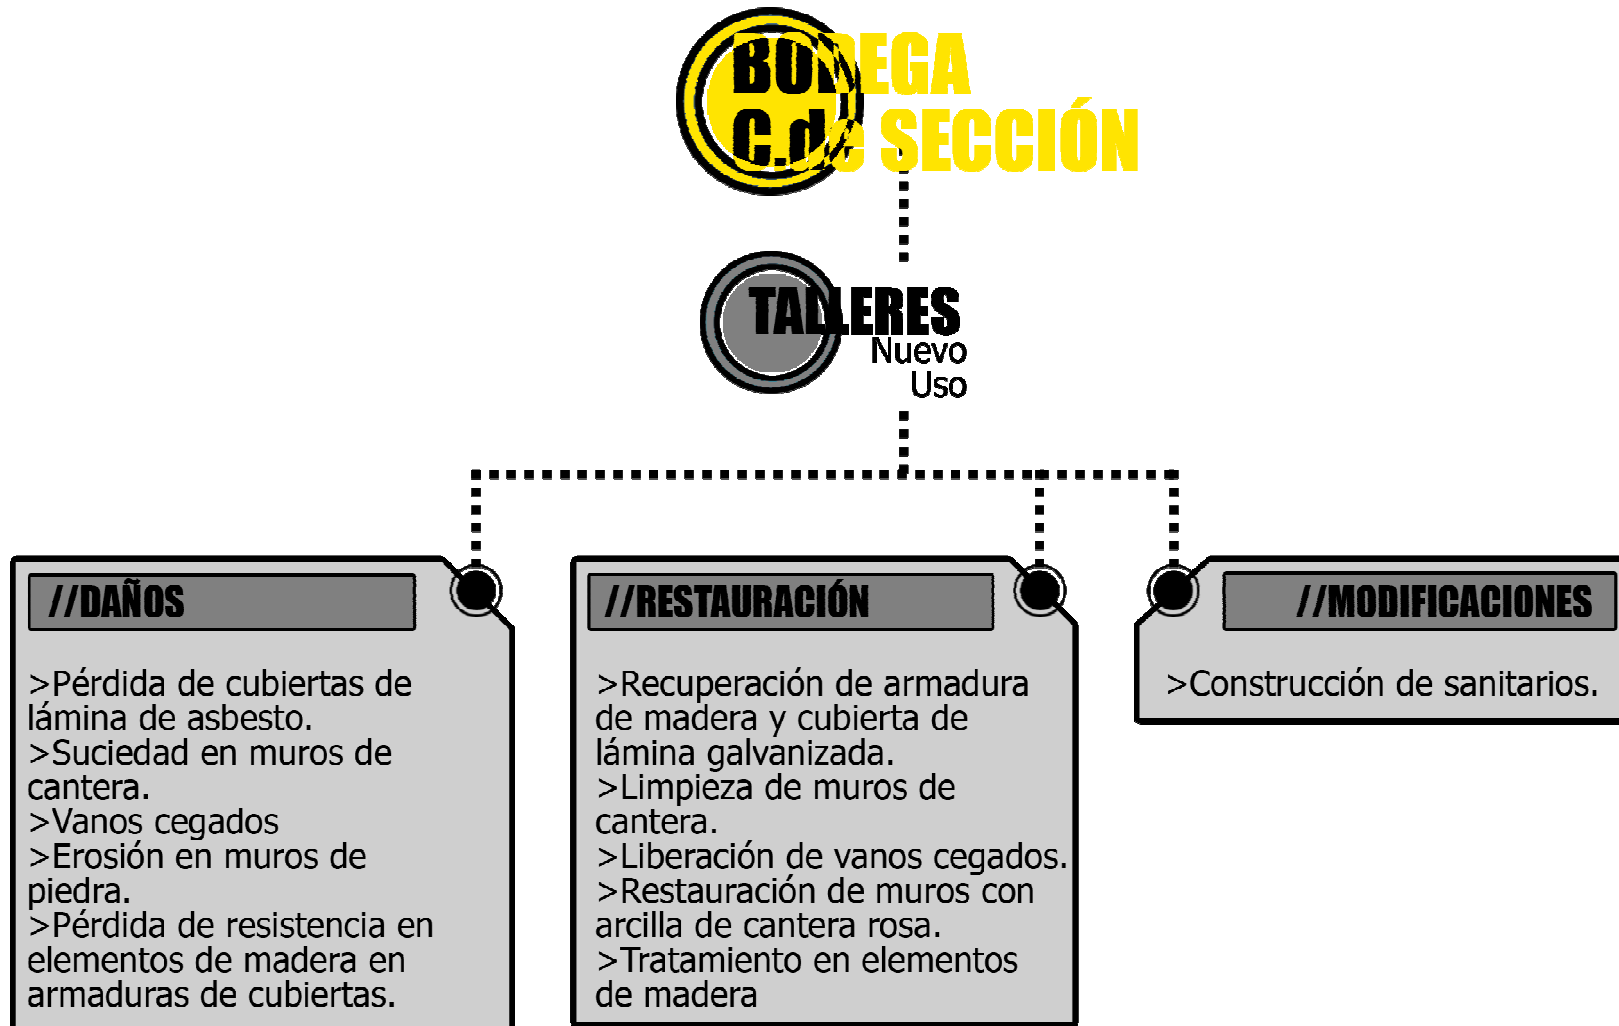 BODEGA
C.de SECCIÓN
TALLERES
Nuevo
Uso
//DAÑOS
>Pérdida de cubiertas de
lámina de asbesto.
>Suciedad en muros de
cantera.
>Vanos cegados
>Erosión en muros de
piedra.
>Pérdida de resistencia en
elementos de madera en
armaduras de cubiertas.
//RESTAURACIÓN
>Recuperación de armadura
de madera y cubierta de
lámina galvanizada.
>Limpieza de muros de
cantera.
>Liberación de vanos cegados.
>Restauración de muros con
arcilla de cantera rosa.
>Tratamiento en elementos
de madera
//MODIFICACIONES
>Construcción de sanitarios.